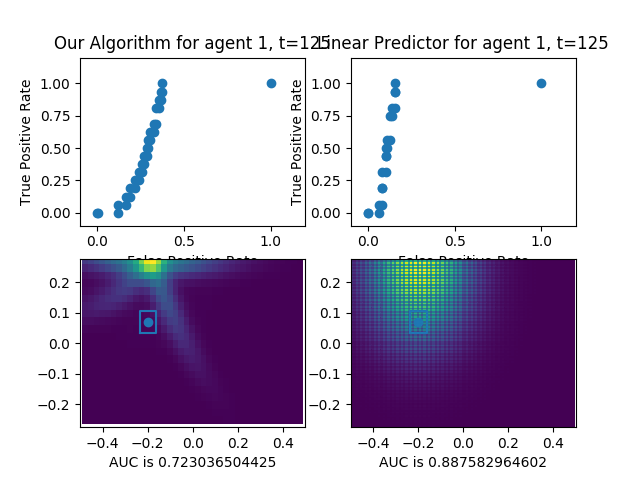 Our Algorithm for agent 1, t=125
Linear Predictor for agent 1, t=125
True Positive Rate
1.00
0.75
0.50
0.25
0.00
0.0 0.5 1.0
False Positive Rate
True Positive Rate
1.00
0.75
0.50
0.25
0.00
0.0 0.5 1.0
False Positive Rate
0.2
0.1
0.0
−0.1
−0.2
−0.4 −0.2 0.0 0.2 0.4
AUC is 0.723036504425
0.2
0.1
0.0
−0.1
−0.2
−0.4 −0.2 0.0 0.2 0.4
AUC is 0.887582964602